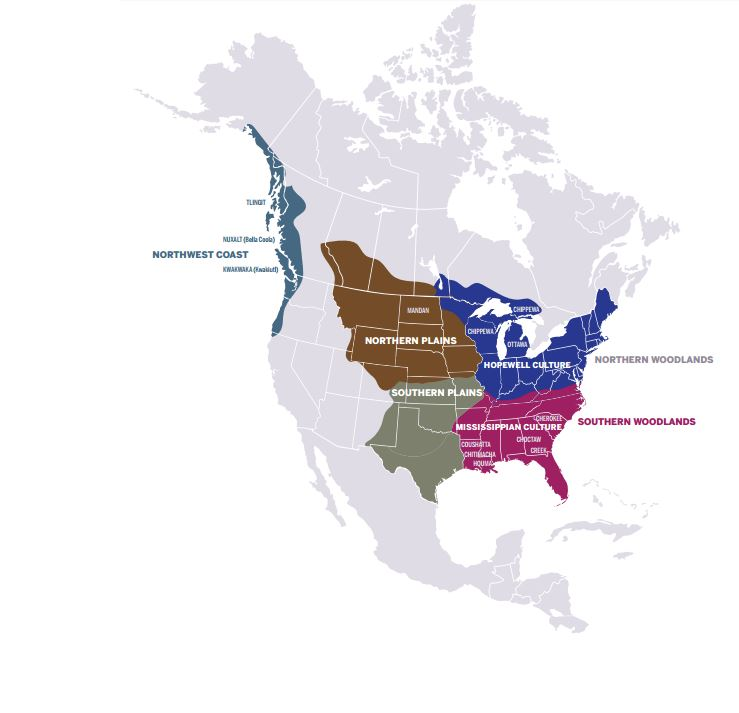 TLINGIT
NUXALT (Bella Coola)
NORTHWEST COAST
KWAKWAKA (Kwakiutl)
MANDAN
NORTHERN PLAINS
SOUTHERN PLAINS
CHIPPEWA
CHIPPEWA
OTTAWA
HOPEWELL CULTURE
NORTHERN WOODLANDS
CHEROKEE
SOUTHERN WOODLANDS
MISSISSIPPIAN CULTURE
CHOCTAW
COUSHATTA
CREEK
CHITIMACHA
HOUMA